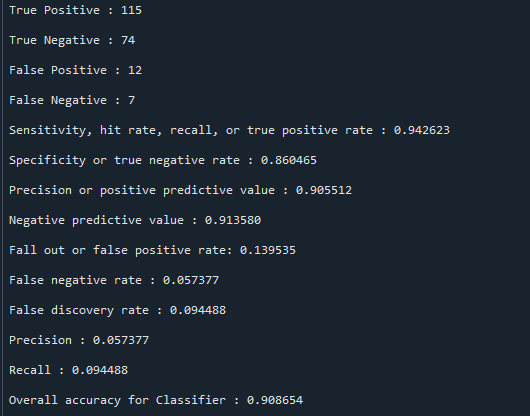 True Positive : 115
True Negative : 74
False Positive : 12
False Negative : 7
Sensitivity, hit rate, recall, or true positive rate : 0.942623
Specificity or true negative rate : 0.860465
Precision or positive predictive value : 0.905512
Negative predictive value : 0.913580
Fall out or false positive rate: 0.139535
False negative rate : 0.057377
False discovery rate : 0.094488
Precision : 0.057377
Recall : 0.094488
Overall accuracy for Classifier : 0.908654